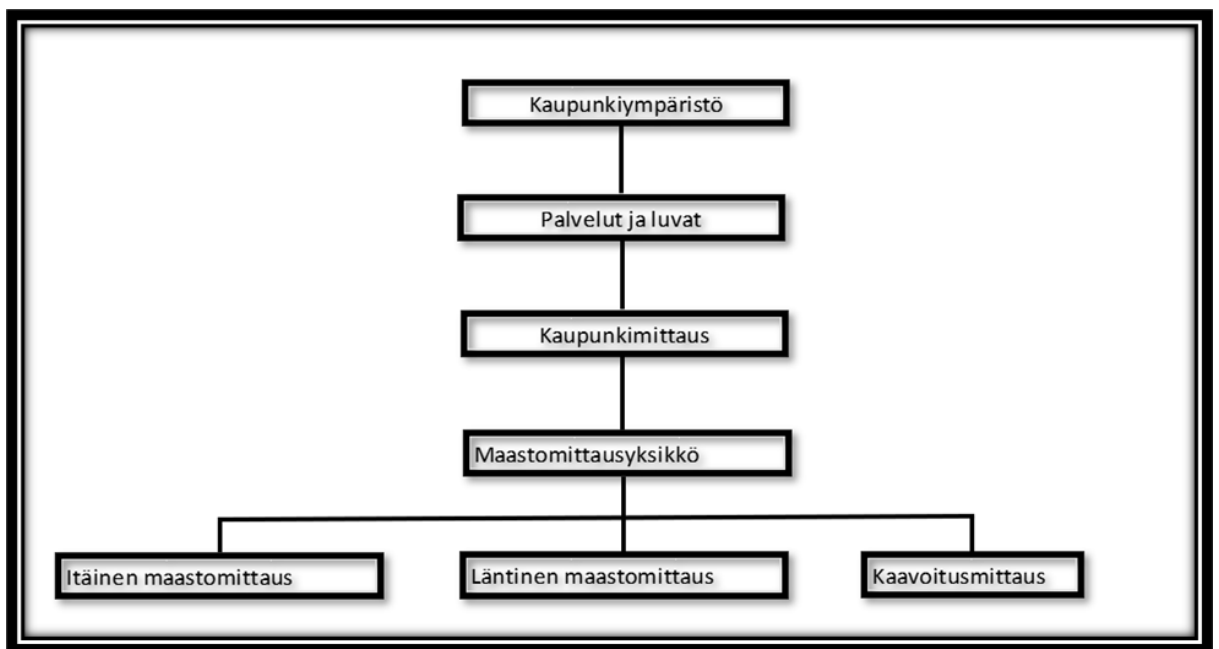 Kaupunkiympäristö
Palvelut ja luvat
Kaupunkimittaus
Maastomittausyksikkö
Itäinen maastomittaus
Läntinen maastomittaus
Kaavoitusmittaus